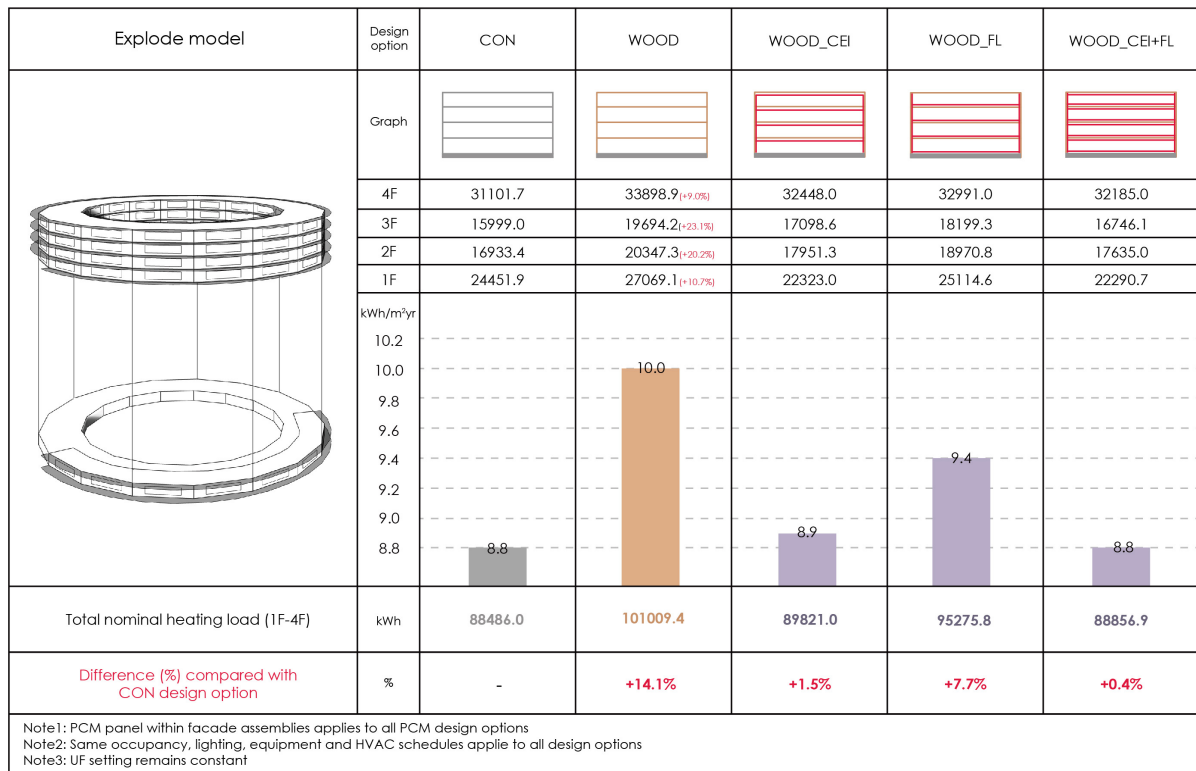 Explode model
Design option
CON
WOOD
WOOD_CEI
WOOD_FL
WOOD_CEI+FL
Graph
4F 31101.7 33898.9(+9.0%) 32448.0 32991.0 32185.0
3F 15999.0 19694.2(+23.1%) 17098.6 18199.3 16746.1
2F 16933.4 20347.3(+20.2%) 17951.3 18970.8 17635.0
1F 24451.9 27069.1(+10.7%) 22323.0 25114.6 22290.7
kWh/m²yr
10.2
10.0
9.8
9.6
9.4
9.2
9.0
8.8
8.8
10.0
8.9
9.4
8.8
Total nominal heating load (1F-4F) kWh 88486.0 101009.4 89821.0 95275.8 88856.9
Difference (%) compared with
CON design option
% - +14.1% +1.5% +7.7% +0.4%
Note1: PCM panel within facade assemblies applies to all PCM design options
Note2: Same occupancy, lighting, equipment and HVAC schedules applie to all design options
Note3: UF setting remains constant